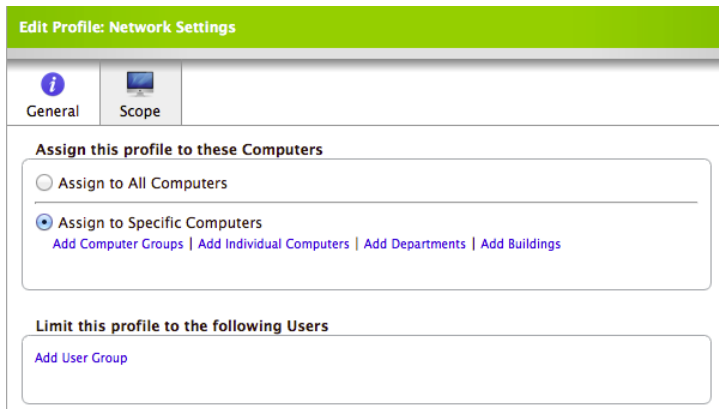 Edit Profile: Network Settings
General
Scope
Assign this profile to these Computers
Assign to All Computers
Assign to Specific Computers
Add Computer Groups | Add Individual Computers | Add Departments | Add Buildings
Limit this profile to the following Users
Add User Group